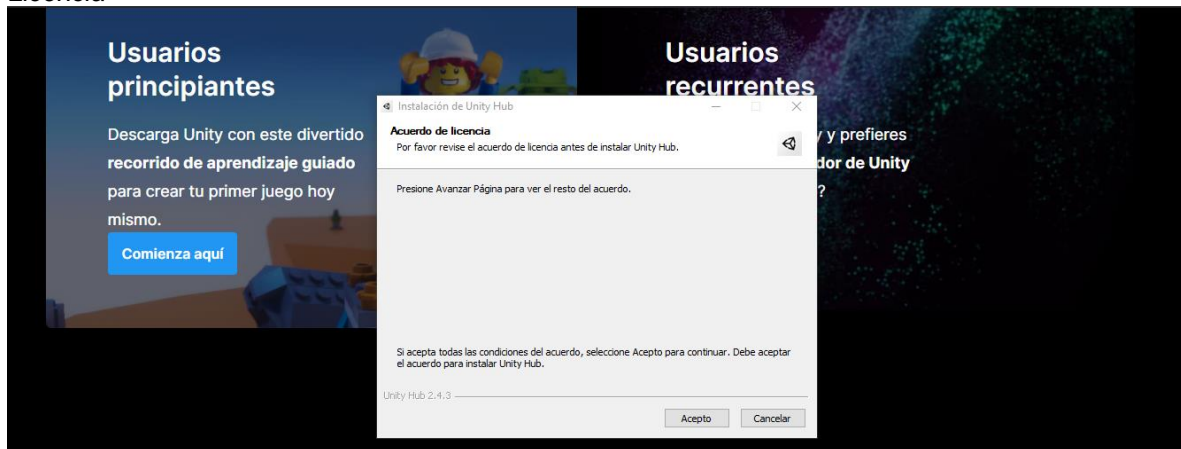 Usuarios
principiantes
Descarga Unity con este divertido
recorrido de aprendizaje guiado
para crear tu primer juego hoy
mismo.
Comienza aquí
Usuarios
recurrentes
y y prefieres
dor de Unity
?
Instalación de Unity Hub
Acuerdo de licencia
Por favor revise el acuerdo de licencia antes de instalar Unity Hub.
Presione Avanzar Página para ver el resto del acuerdo.
Si acepta todas las condiciones del acuerdo, seleccione Acepto para continuar. Debe aceptar
el acuerdo para instalar Unity Hub.
Unity Hub 2.4.3
Acepto Cancelar